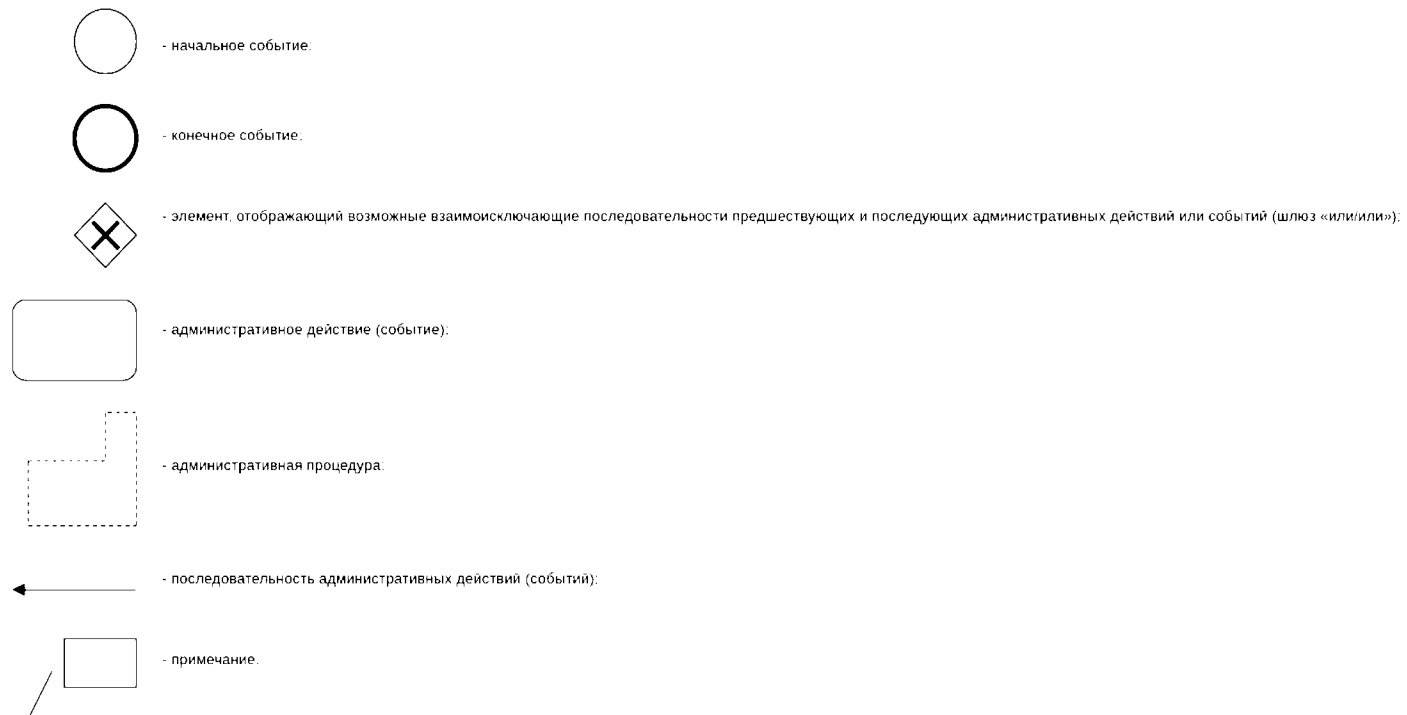 - начальное событие;
- конечное событие;
- элемент, отображающий возможные взаимоисключающие последовательности предшествующих и последующих административных действий или событий (шлюз «или/или»);
- административное действие (событие);
- административная процедура;
- последовательность административных действий (событий);
- примечание.